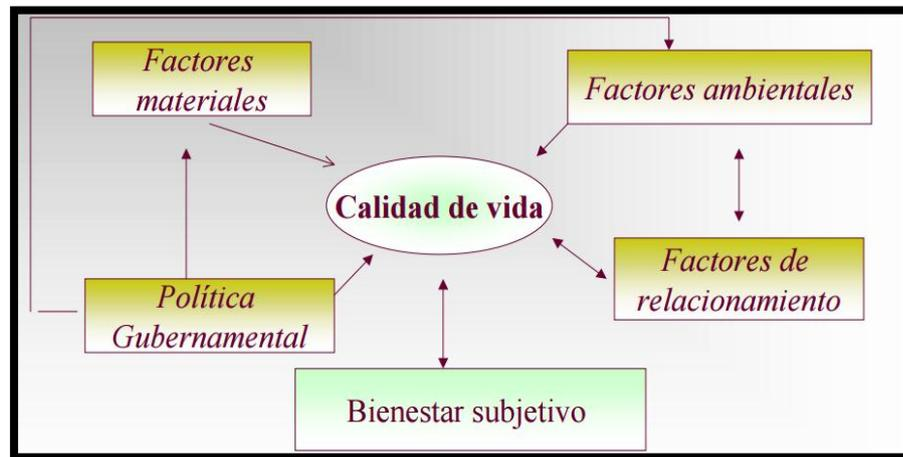 Factores
materiales
Factores ambientales
Calidad de vida
Factores de
relacionamiento
Política
Gubernamental
Bienestar subjetivo